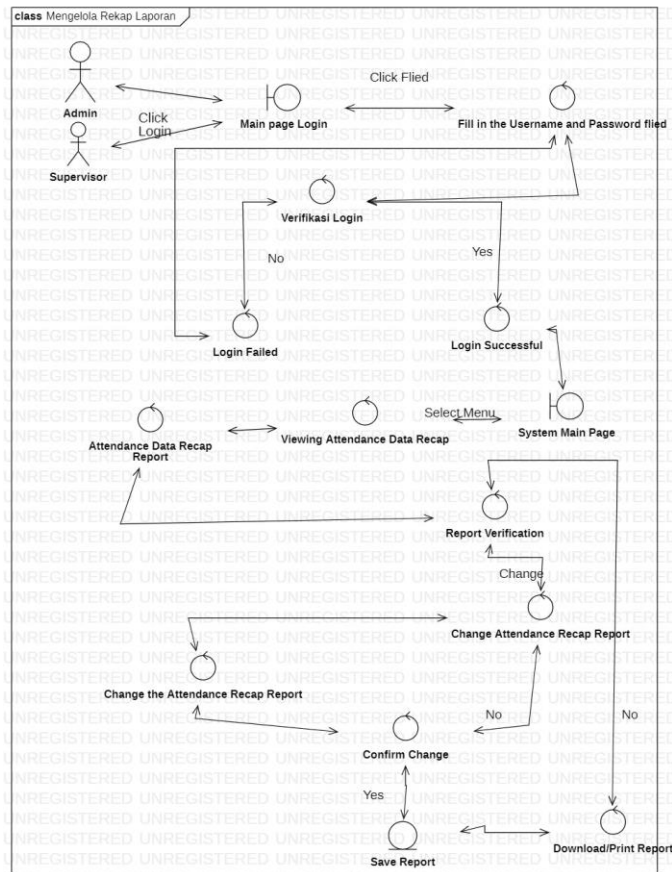 class Mengelola Rekap Laporan
Admin
Click Flied
Click
Login
Main page Login
Fill in the Username and Password flied
Supervisor
Verifikasi Login
No
Yes
Login Failed
Login Successful
Select Menu
Attendance Data Recap
Report
Viewing Attendance Data Recap
System Main Page
Report Verification
Change
Change Attendance Recap Report
Change the Attendance Recap Report
No
No
Confirm Change
Yes
Save Report
Download/Print Report
UNREGISTERED